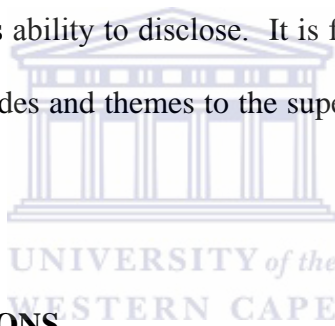 s ability to disclose. It is f
des and themes to the supe
UNIVERSITY of the
WESTERN CAPE
ONS